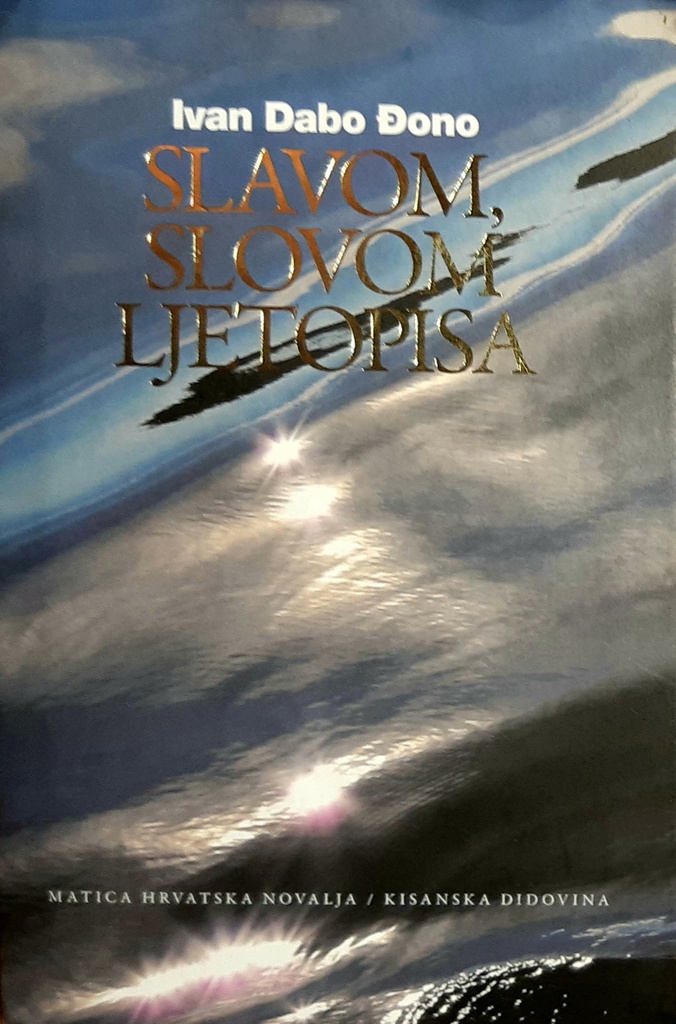 Ivan Dabo Đono
SLAVOM,
SLOVOM
LJETOPISA
MATICA HRVATSKA NOVALJA / KISANSKA DIDOVINA